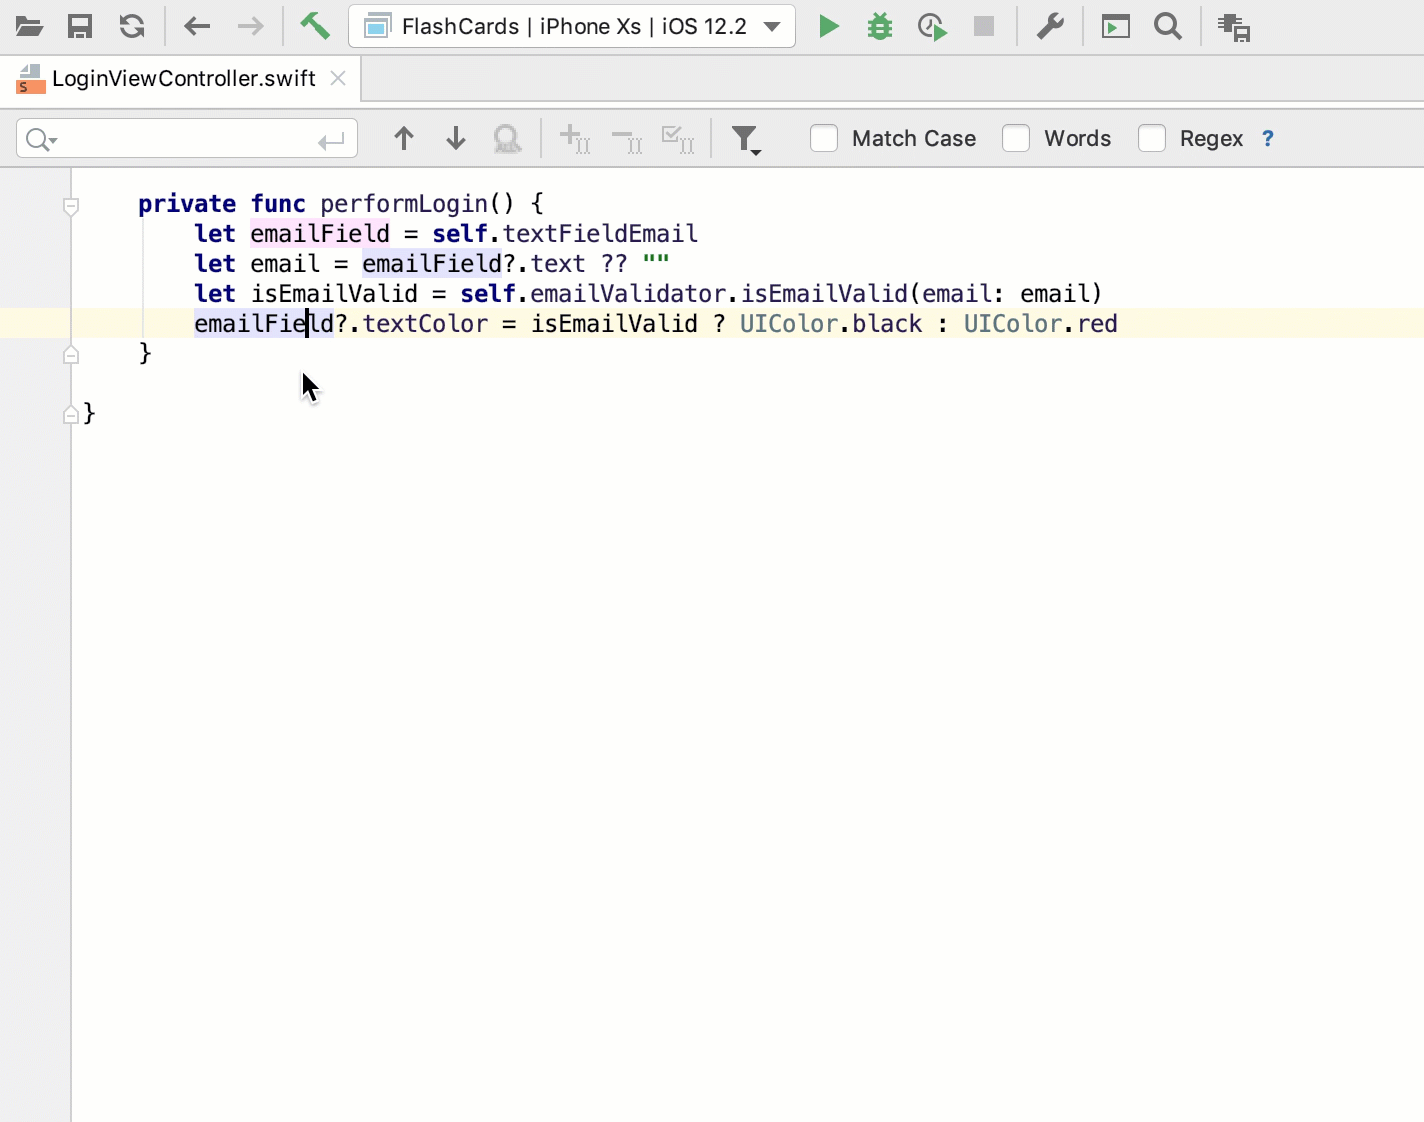 FlashCards | iPhone Xs | iOS 12.2
LoginViewController.swift
Match Case Words Regex ?
private func performLogin() {
let emailField = self.textFieldEmail
let email = emailField?.text ?? ""
let isEmailValid = self.emailValidator.isEmailValid(email: email)
emailField?.textColor = isEmailValid ? UIColor.black : UIColor.red
}
}